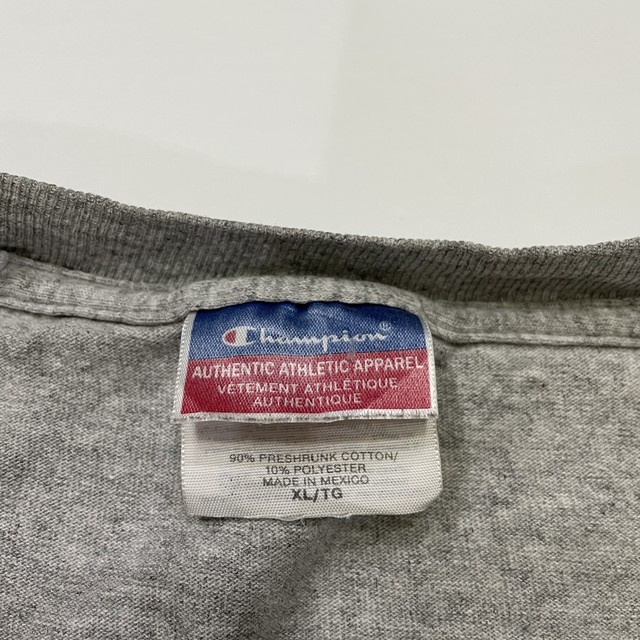 Champion®
AUTHENTIC ATHLETIC APPAREL
VÊTEMENT ATHLÉTIQUE
AUTHENTIQUE
90% PRESHRUNK COTTON/
10% POLYESTER
MADE IN MEXICO
XL/TG